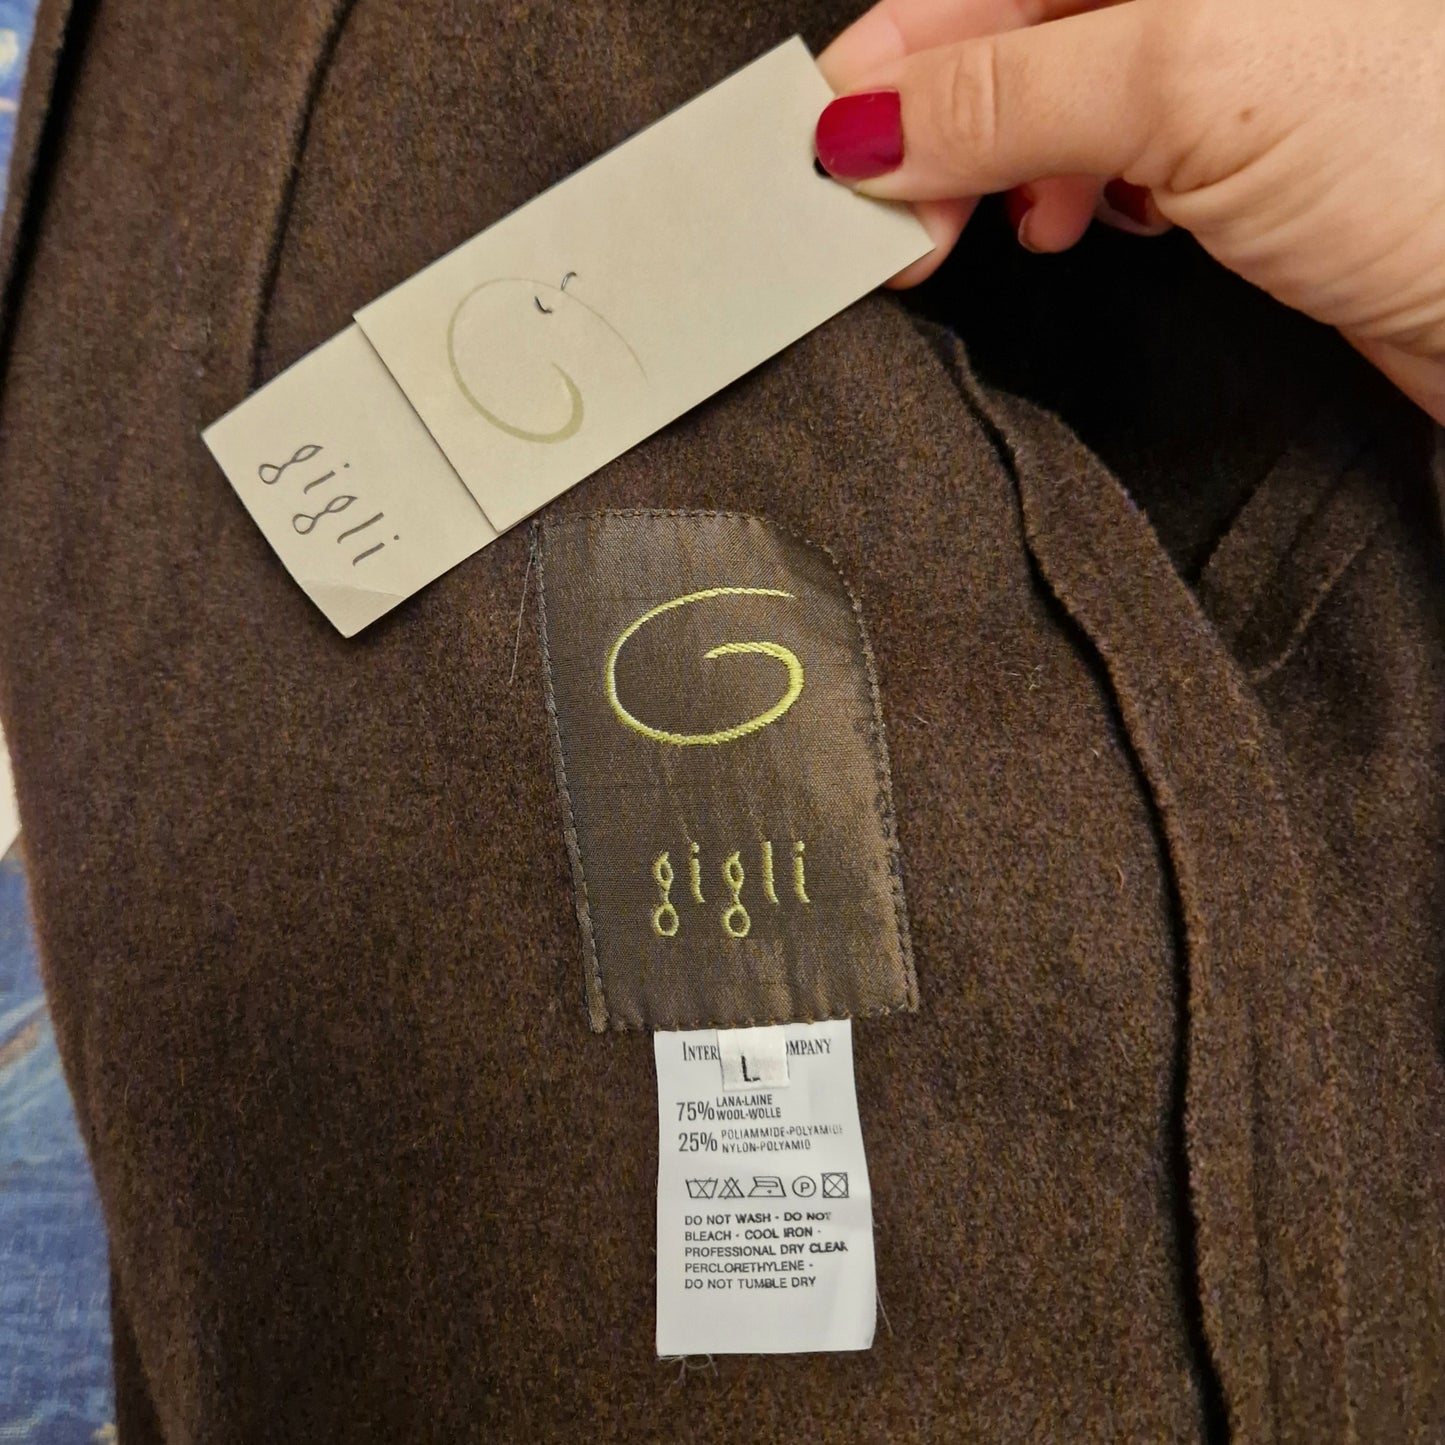 gigli
G
G
gigli
L
75% LANA-LAINE
WOOL-WOLLE
25% POLIAMMIDE-POLYAMIDE
NYLON-POLYAMID
P
DO NOT WASH - DO NOT
BLEACH - COOL IRON -
PROFESSIONAL DRY CLEAR
PERCLORETHYLENE -
DO NOT TUMBLE DRY